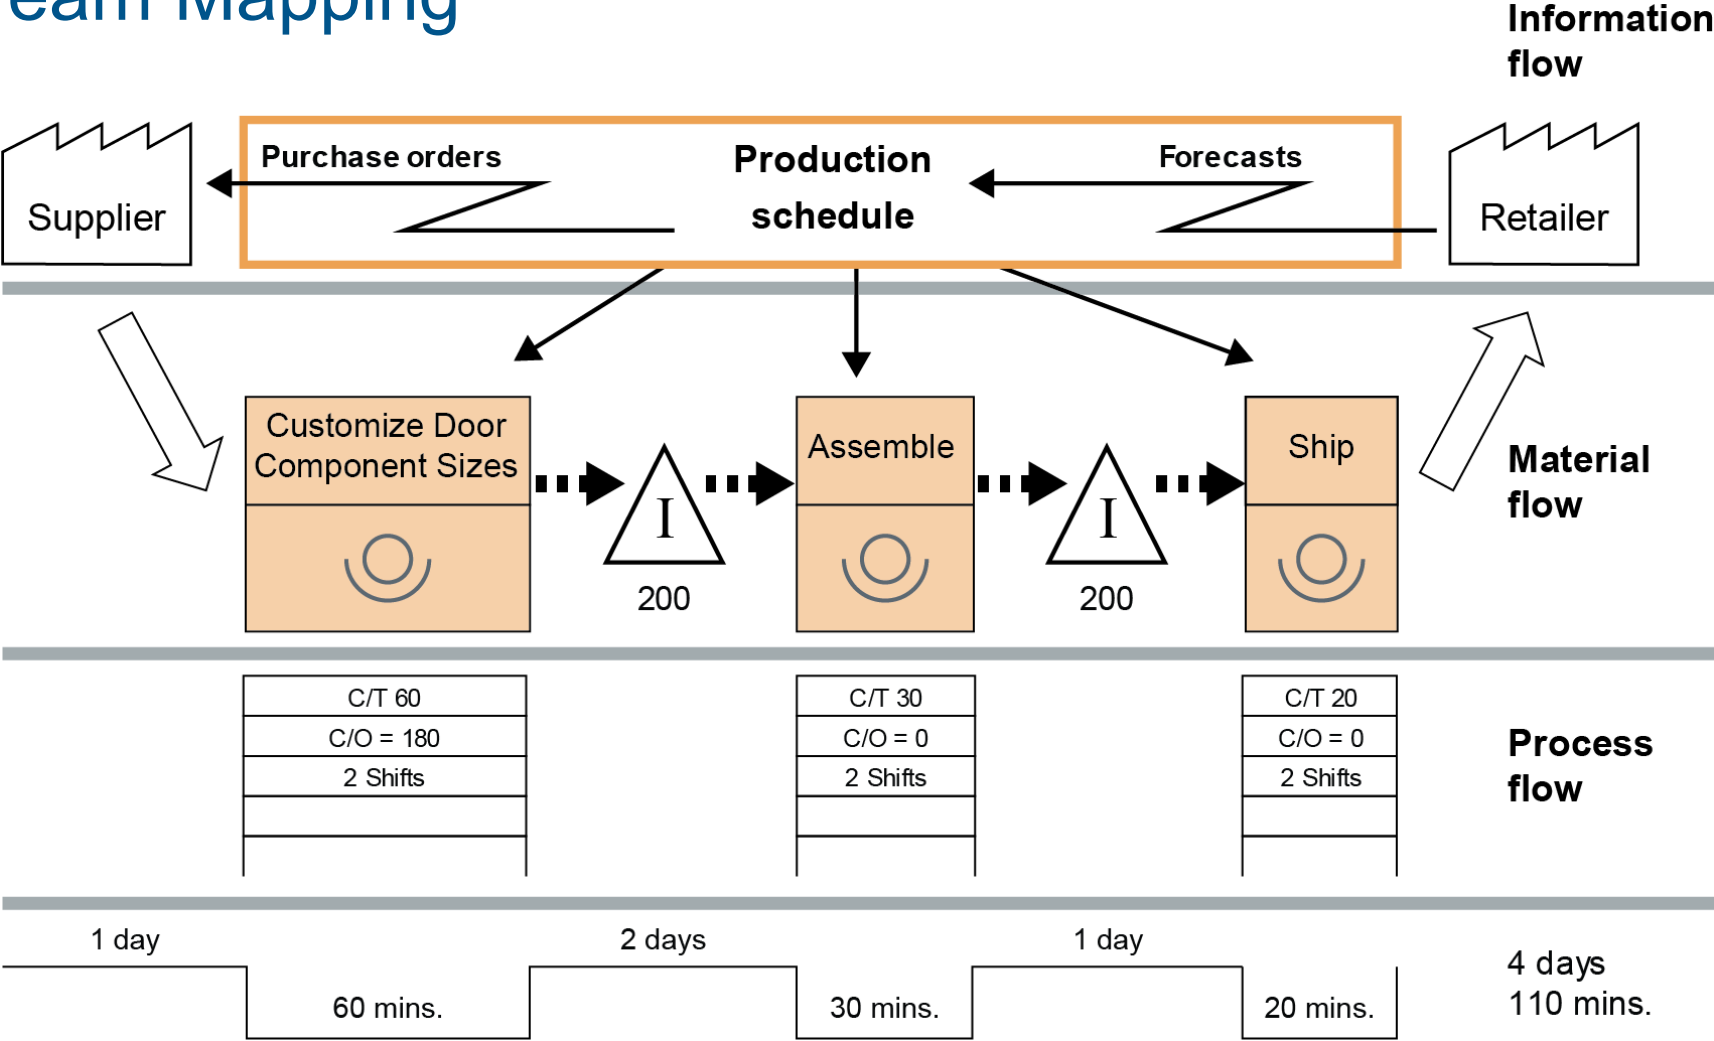 Mapping
Information
flow
Purchase orders
Production
schedule
Forecasts
Supplier
Retailer
Customize Door
Component Sizes
Assemble
Ship
I
I
200
200
Material
flow
C/T 60
C/O = 180
2 Shifts
C/T 30
C/O = 0
2 Shifts
C/T 20
C/O = 0
2 Shifts
Process
flow
1 day
2 days
1 day
60 mins.
30 mins.
20 mins.
4 days
110 mins.